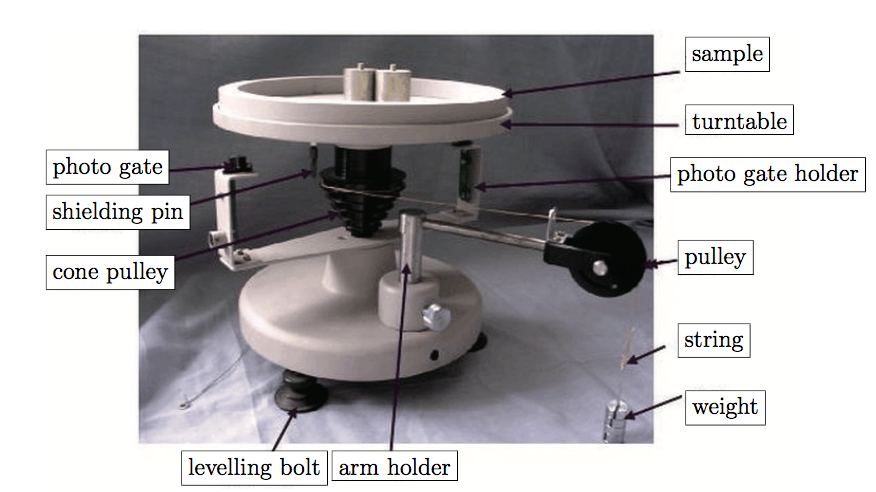 sample
turntable
photo gate
photo gate holder
shielding pin
cone pulley
pulley
string
weight
levelling bolt
arm holder